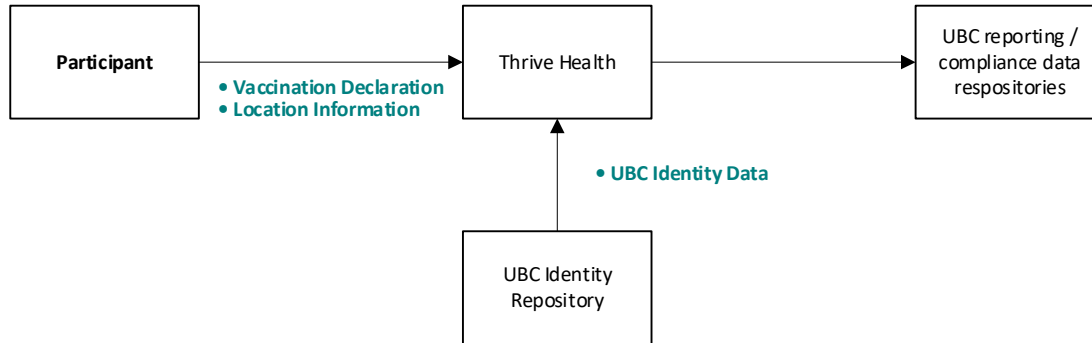 Participant
Thrive Health
UBC reporting /
compliance data
respositories
• Vaccination Declaration
• Location Information
• UBC Identity Data
UBC Identity
Repository